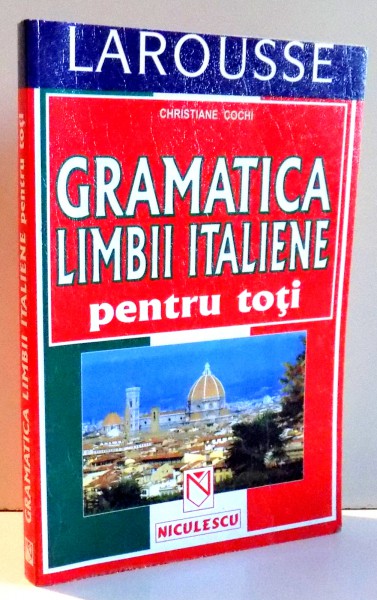 LAROUSSE
CHRISTIANE COCHI
GRAMATICA
LIMBII ITALIENE
pentru toţi
N
NICULESCU
GRAMATICA LIMBII ITALIENE pentru toţi